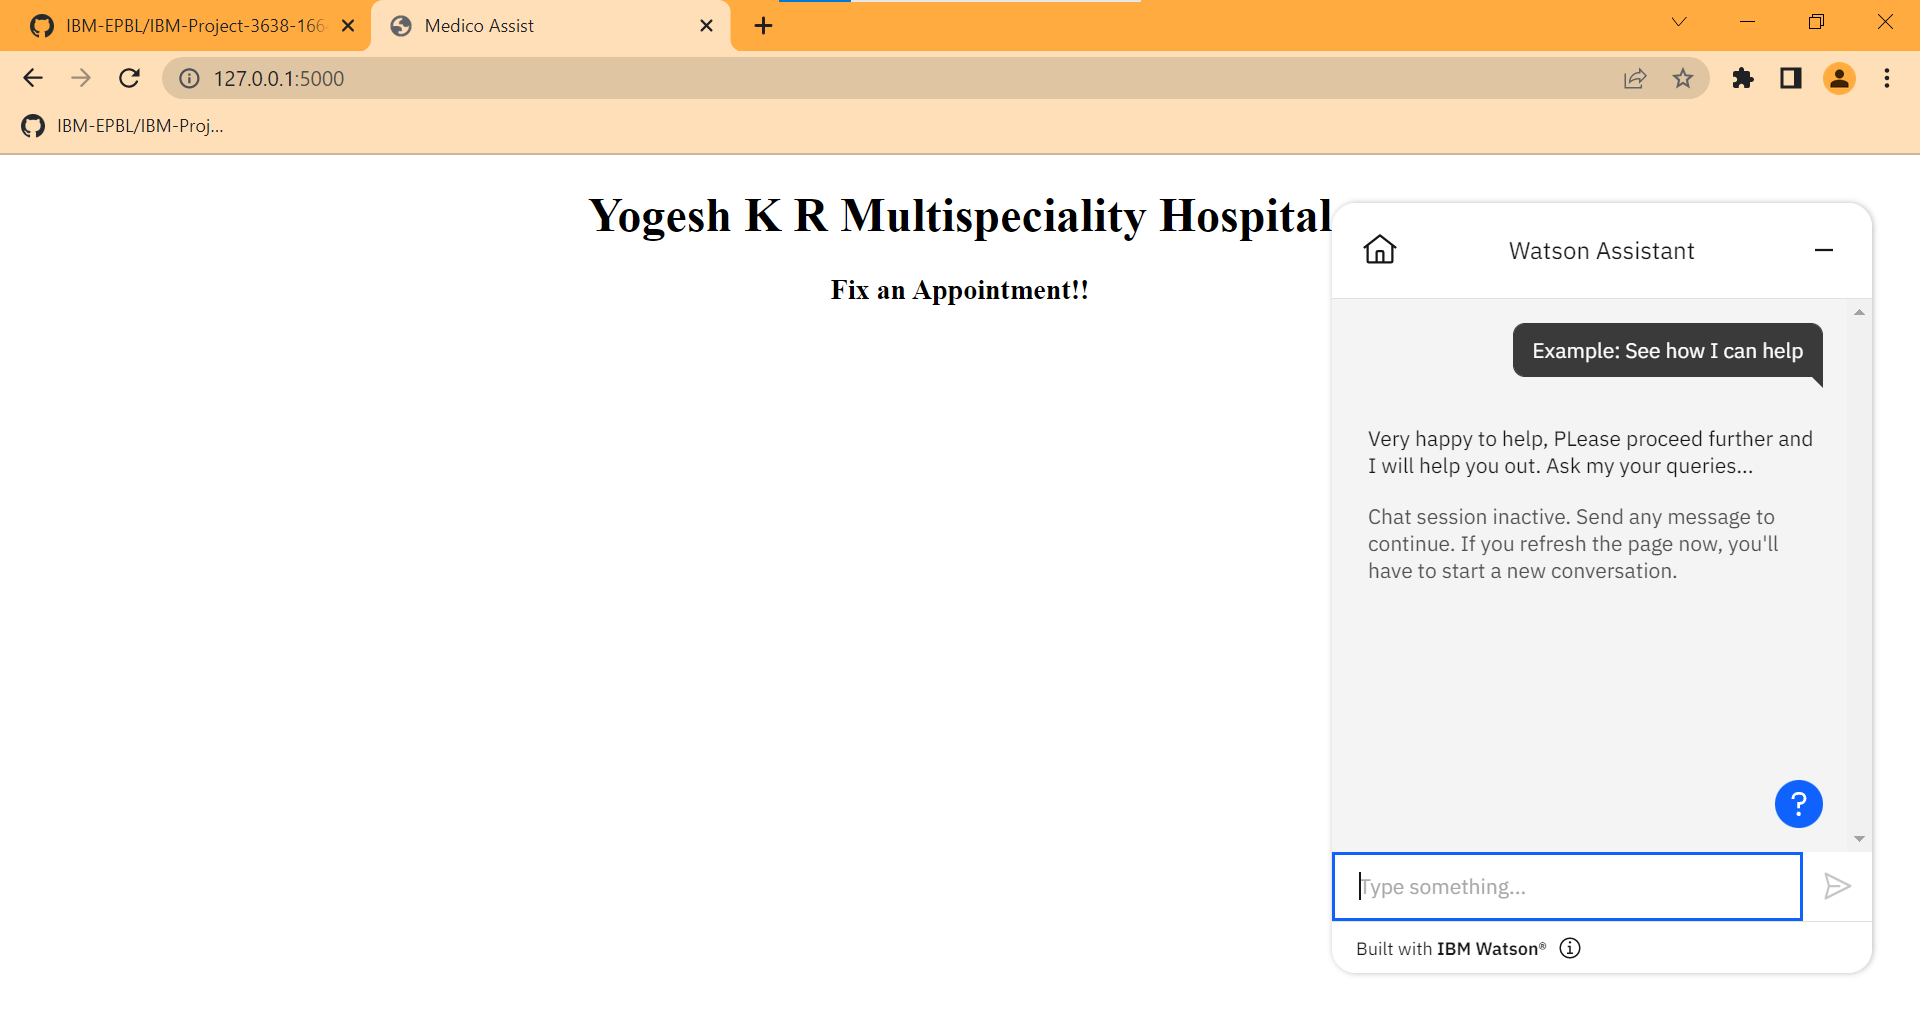 IBM-EPBL/IBM-Project-3638-166
Medico Assist
127.0.0.1:5000
IBM-EPBL/IBM-Proj...
Yogesh K R Multispeciality Hospital
Fix an Appointment!!
Watson Assistant
Example: See how I can help
Very happy to help, PLease proceed further and
I will help you out. Ask my your queries...
Chat session inactive. Send any message to
continue. If you refresh the page now, you'll
have to start a new conversation.
?
Type something...
Built with IBM Watson®